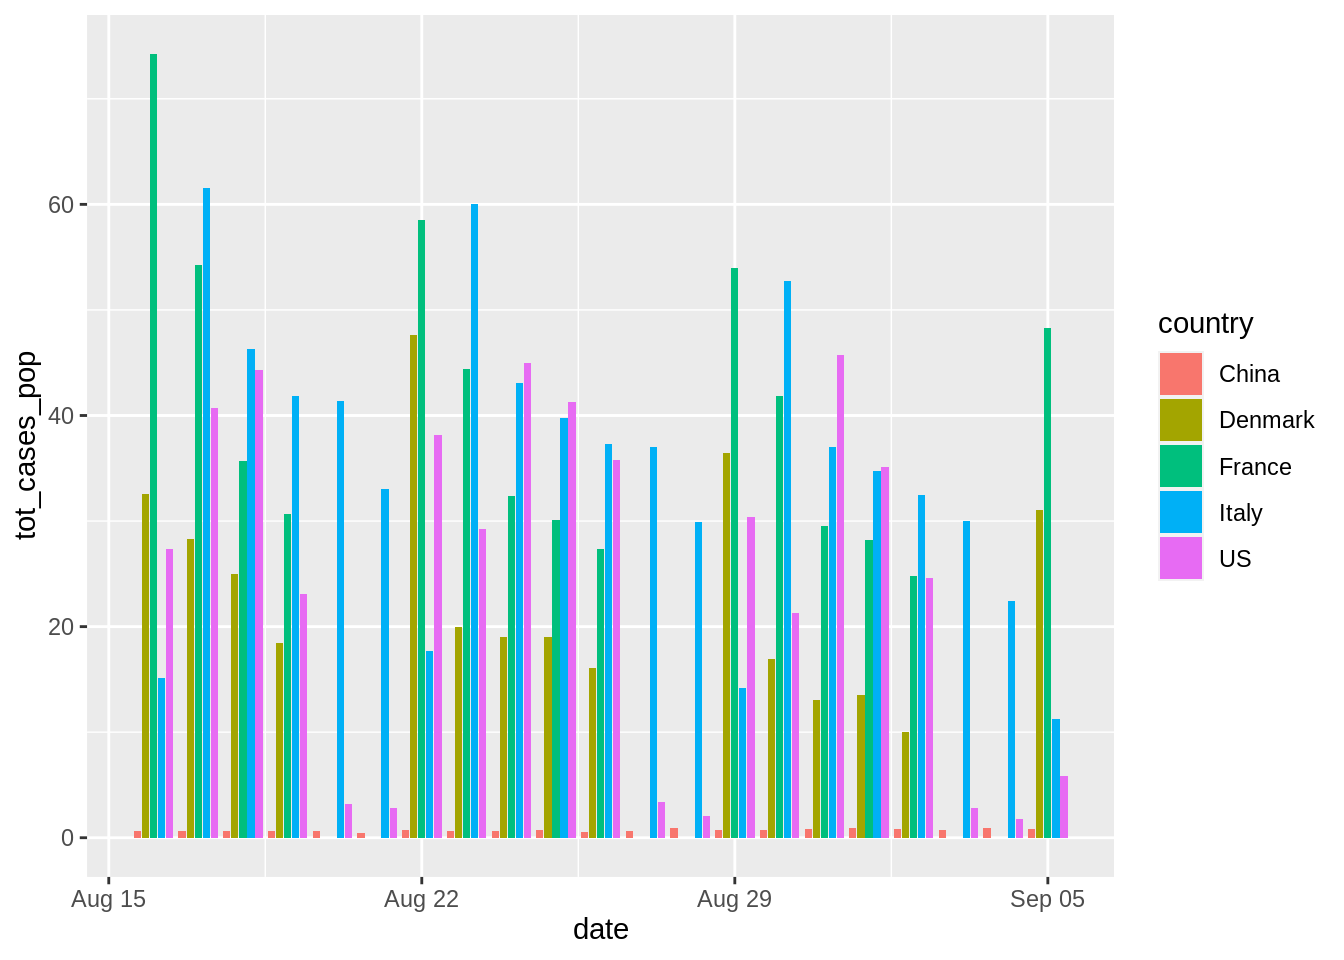 tot_cases_pop
60
40
20
0
Aug 15
Aug 22
Aug 29
Sep 05
date
country
China
Denmark
France
Italy
US